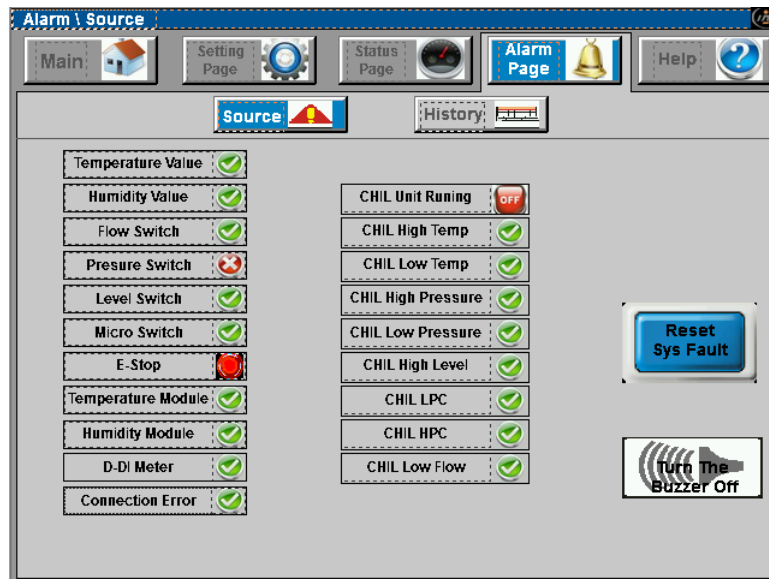 Alarm \ Source
Main
Setting
Page
Status
Page
Alarm
Page
Help
Source
History
Temperature Value
Humidity Value
Flow Switch
Presure Switch
Level Switch
Micro Switch
E-Stop
Temperature Module
Humidity Module
D-DI Meter
Connection Error
CHIL Unit Runing
OFF
CHIL High Temp
CHIL Low Temp
CHIL High Pressure
CHIL Low Pressure
CHIL High Level
CHIL LPC
CHIL HPC
CHIL Low Flow
Reset
Sys Fault
Turn The
Buzzer Off